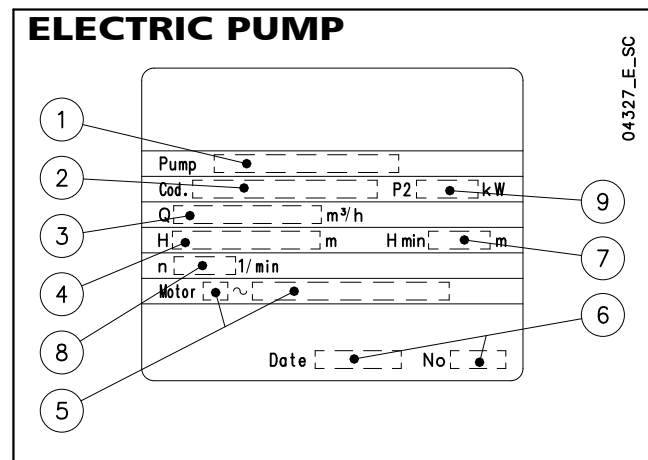 ELECTRIC PUMP
04327_E_SC
1
Pump
2
Cod. P2 kW
9
Q m³/h
3
H m H min m
7
4
n 1/min
8
Motor ~
6
Date No
5